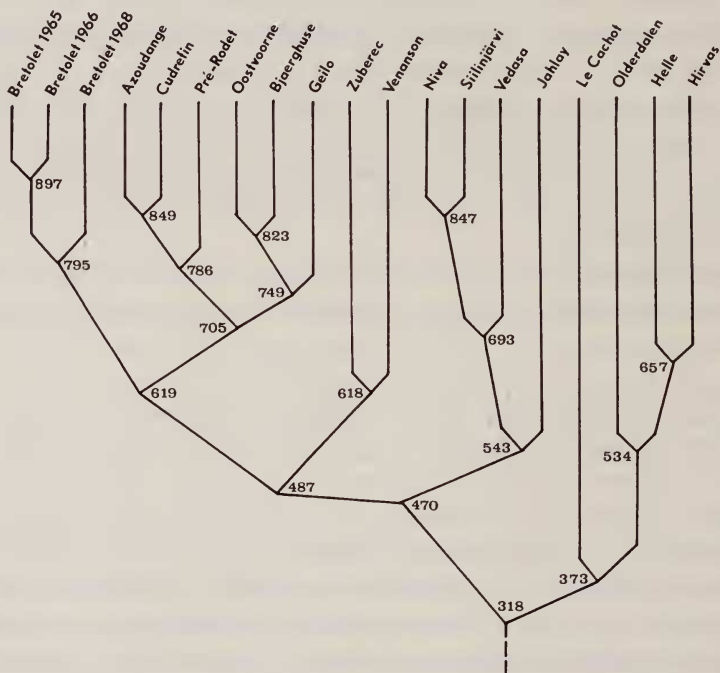 Bretolet 1965
Bretolet 1966
Bretolet 1968
Azoudange
Cudrefin
Pré-Rodet
Oostvoorne
Bjaerghuse
Geilo
Zuberec
Venanson
Niva
Siilinjärvi
Vedasa
Jahlay
Le Cachot
Olderdalen
Helle
Hirvas
897
849
847
823
795
786
749
705
693
657
619
618
543
534
487
470
373
318